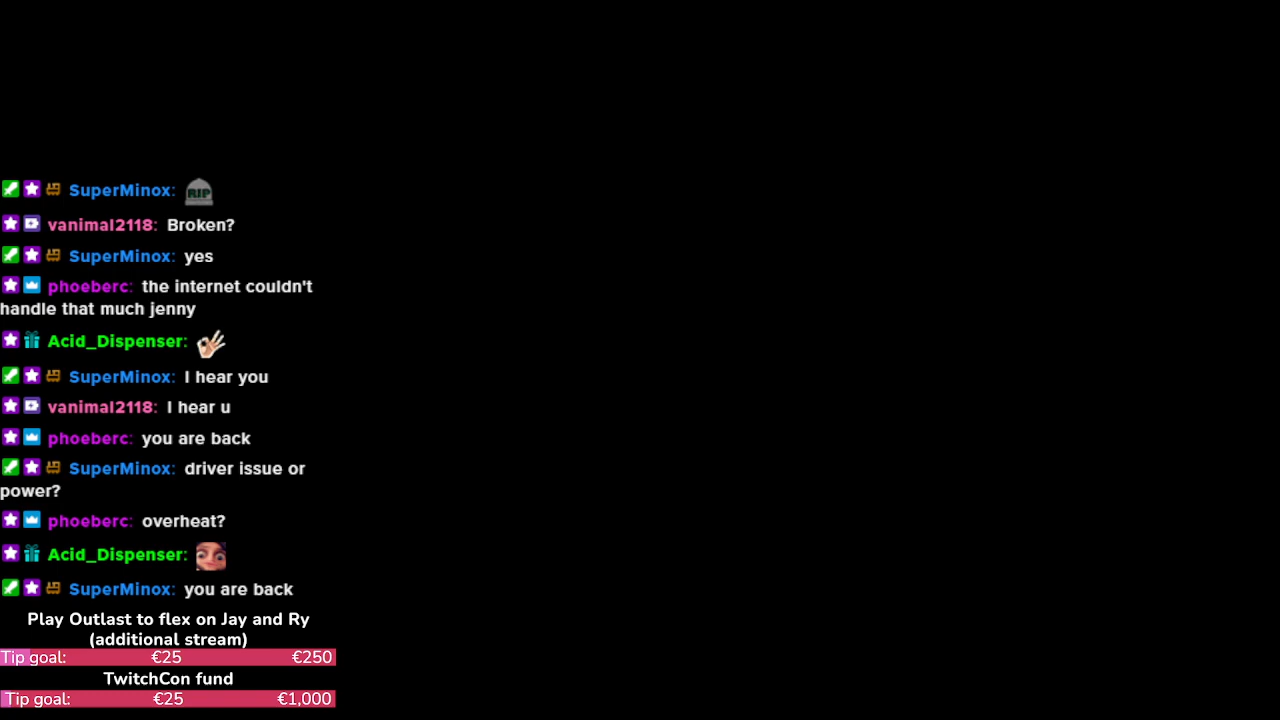 SuperMinox: RIP
vanimal2118: Broken?
SuperMinox: yes
phoeberc: the internet couldn't
handle that much jenny
Acid_Dispenser:
SuperMinox: I hear you
vanimal2118: I hear u
phoeberc: you are back
SuperMinox: driver issue or
power?
phoeberc: overheat?
Acid_Dispenser:
SuperMinox: you are back
Play Outlast to flex on Jay and Ry
(additional stream)
Tip goal: €25 €250
TwitchCon fund
Tip goal: €25 €1,000